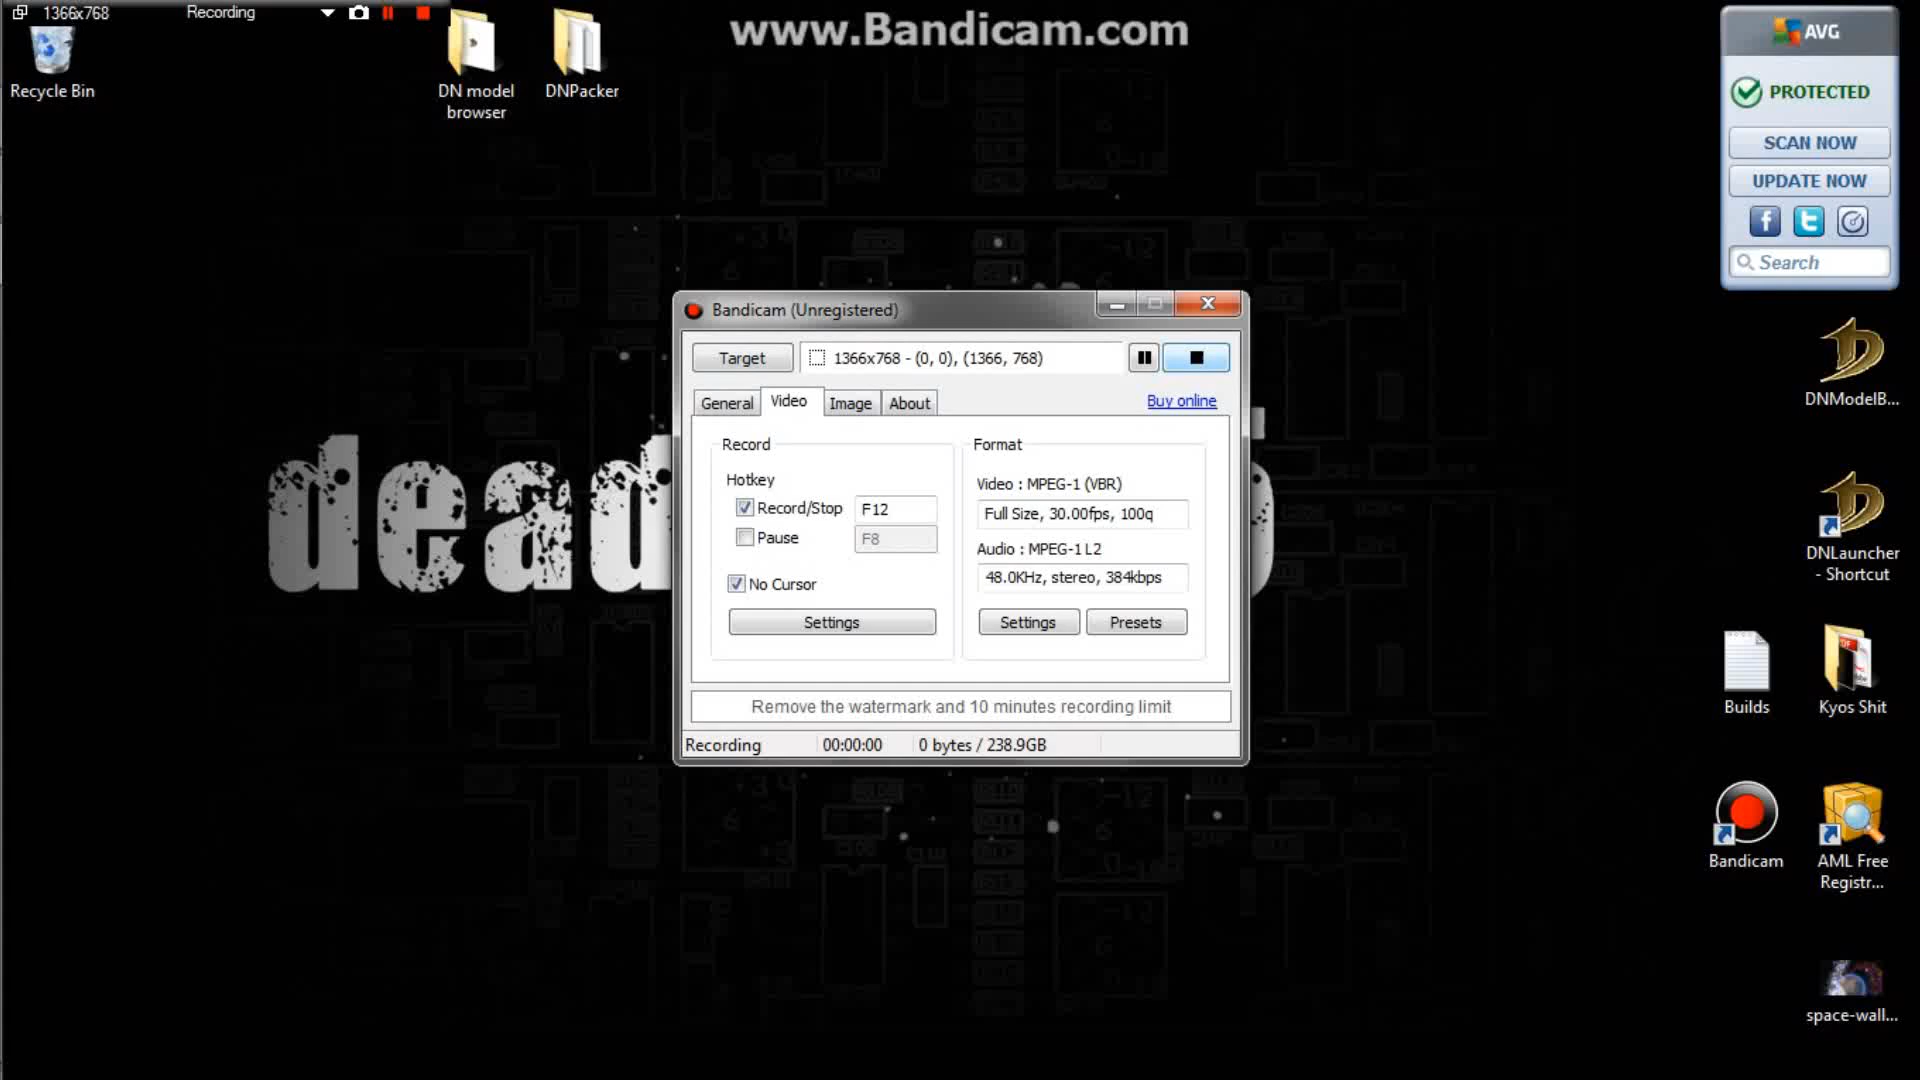 1366x768 Recording
www.Bandicam.com
Recycle Bin
DN model
browser
DNPacker
AVG
PROTECTED
SCAN NOW
UPDATE NOW
Search
DNModelB...
DNLauncher
- Shortcut
Builds
Kyos Shit
Bandicam
AML Free
Registr...
space-wall...
dead
Bandicam (Unregistered)
Target
1366x768 - (0, 0), (1366, 768)
General Video Image About
Buy online
Record
Hotkey
Record/Stop F12
Pause F8
No Cursor
Settings
Format
Video : MPEG-1 (VBR)
Full Size, 30.00fps, 100q
Audio : MPEG-1 L2
48.0KHz, stereo, 384kbps
Settings Presets
Remove the watermark and 10 minutes recording limit
Recording 00:00:00 0 bytes / 238.9GB